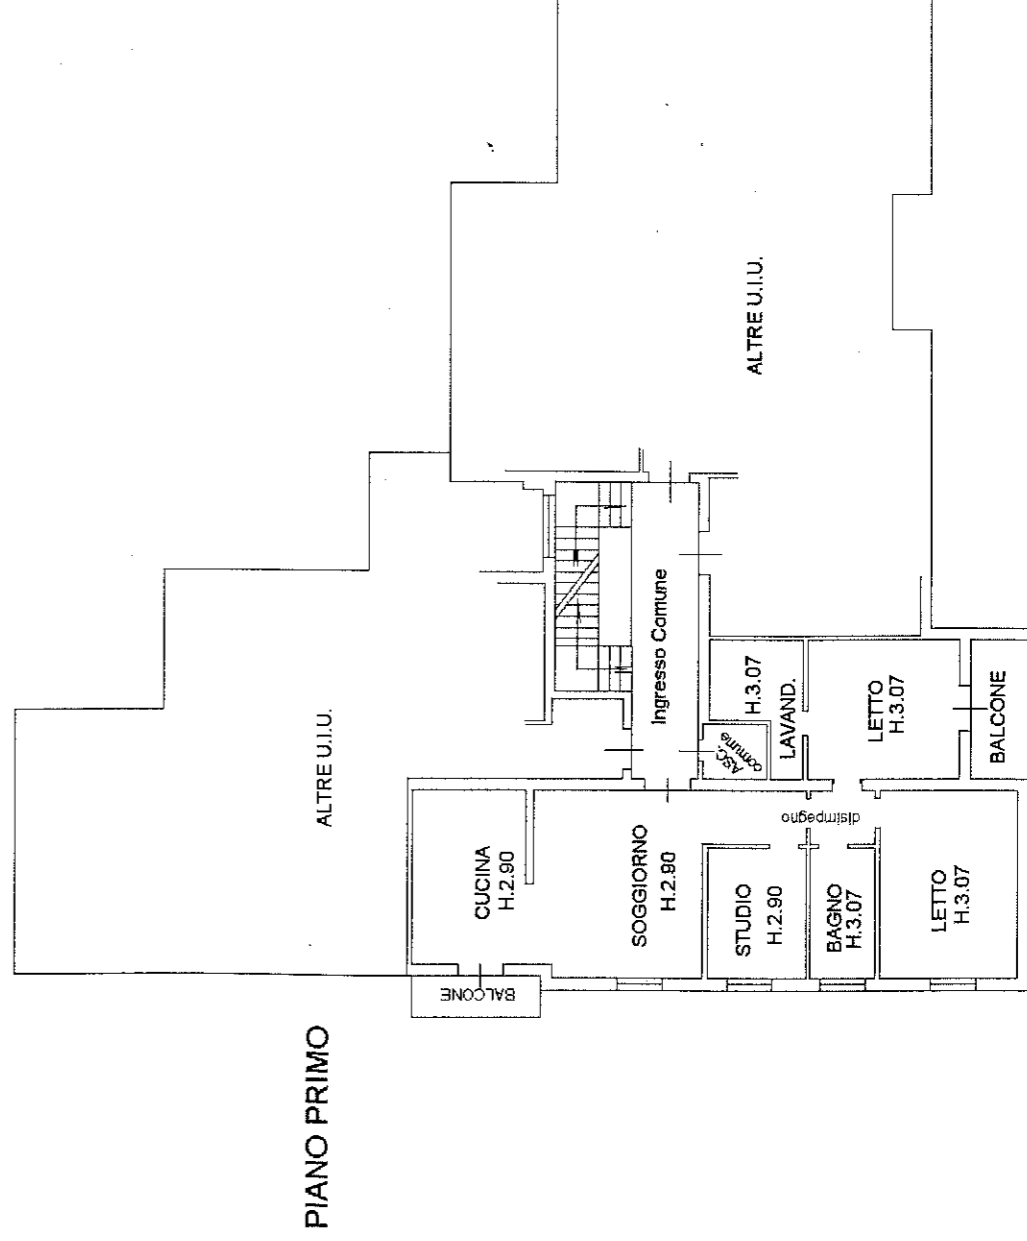 PIANO PRIMO
ALTRE U.I.U.
ALTRE U.I.U.
BALCONE
CUCINA
H.2.90
SOGGIORNO
H.2.90
STUDIO
H.2.90
BAGNO
H.3.07
LETTO
H.3.07
disimpegno
Ingresso Comune
ASC.
comune
H.3.07
LAVAND.
LETTO
H.3.07
BALCONE